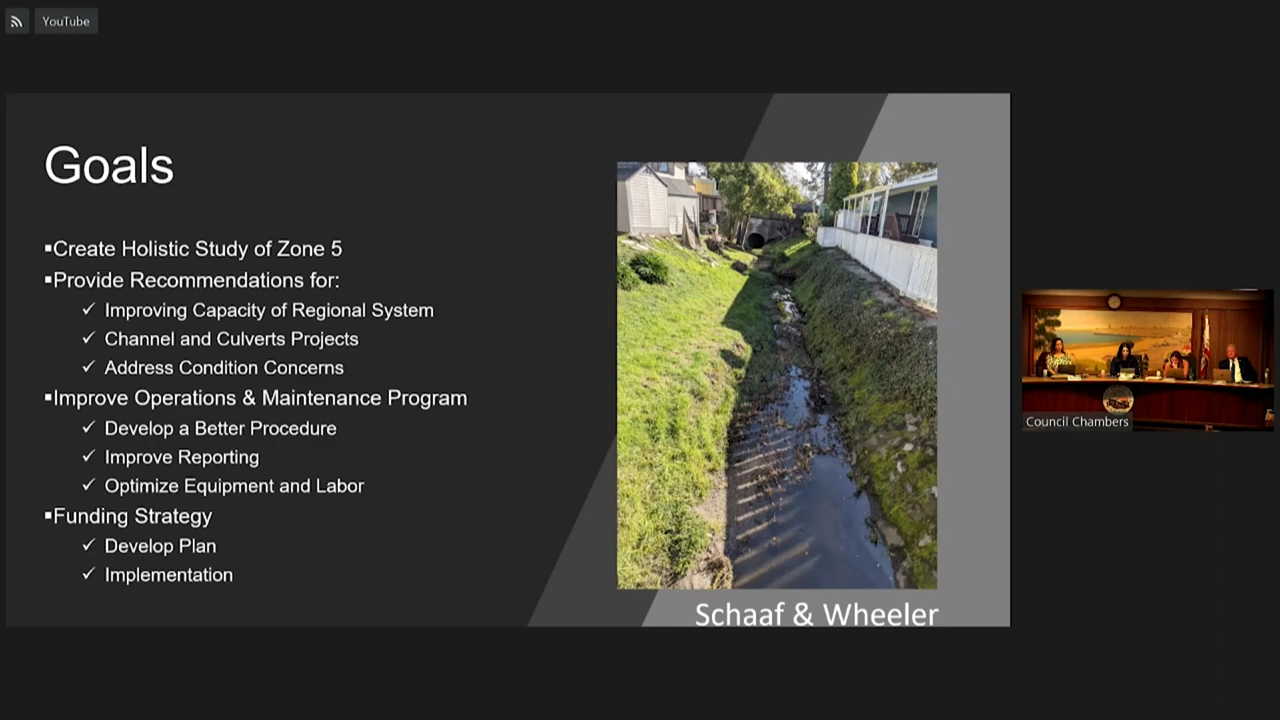 YouTube
Goals
▪Create Holistic Study of Zone 5
▪Provide Recommendations for:
✓ Improving Capacity of Regional System
✓ Channel and Culverts Projects
✓ Address Condition Concerns
▪Improve Operations & Maintenance Program
✓ Develop a Better Procedure
✓ Improve Reporting
✓ Optimize Equipment and Labor
▪Funding Strategy
✓ Develop Plan
✓ Implementation
Schaaf & Wheeler
Council Chambers